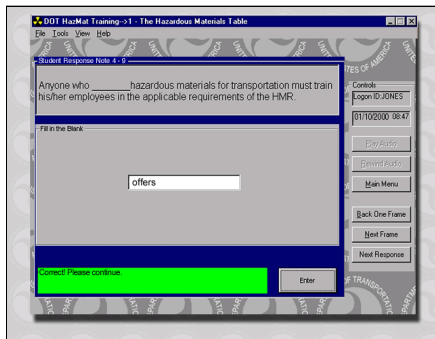 DOT HazMat Training-->1 - The Hazardous Materials Table
File Tools View Help
Student Response Note 4 - 9
Anyone who ________hazardous materials for transportation must train
his/her employees in the applicable requirements of the HMR.
Fill in the Blank
offers
Correct! Please continue.
Enter
Controls
Logon ID:JONES
01/10/2000 08:47
Play Audio
Rewind Audio
Main Menu
Back One Frame
Next Frame
Next Response